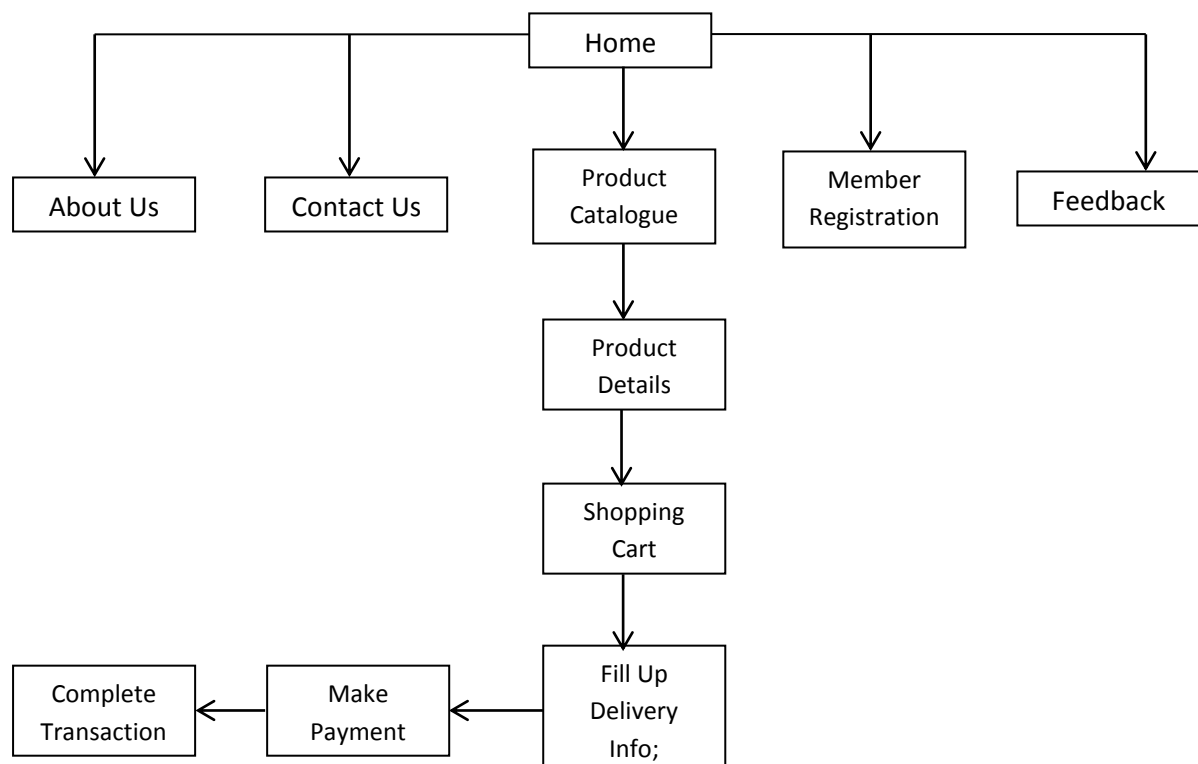 Home
About Us
Contact Us
Product
Catalogue
Member
Registration
Feedback
Product
Details
Shopping
Cart
Fill Up
Delivery
Info;
Make
Payment
Complete
Transaction